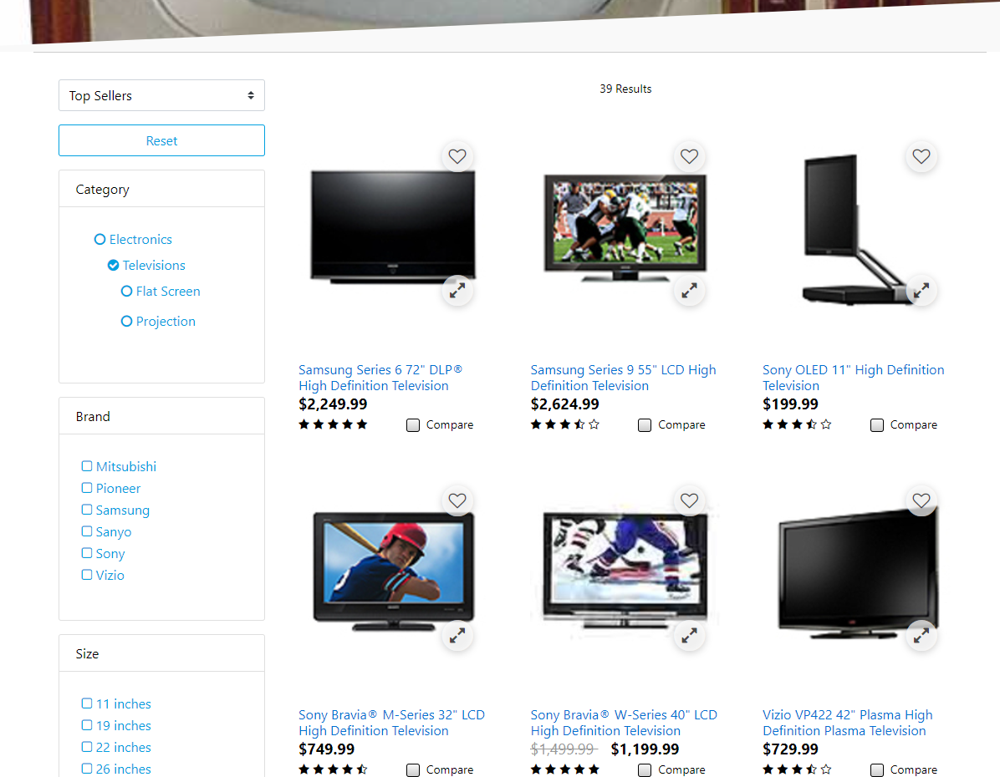 Top Sellers
39 Results
Reset
Category
Electronics
Televisions
Flat Screen
Projection
Brand
Mitsubishi
Pioneer
Samsung
Sanyo
Sony
Vizio
Size
11 inches
19 inches
22 inches
26 inches
Samsung Series 6 72" DLP®
High Definition Television
$2,249.99
Compare
Samsung Series 9 55" LCD High
Definition Television
$2,624.99
Compare
Sony OLED 11" High Definition
Television
$199.99
Compare
Sony Bravia® M-Series 32" LCD
High Definition Television
$749.99
Compare
Sony Bravia® W-Series 40" LCD
High Definition Television
$1,499.99 $1,199.99
Compare
Vizio VP422 42" Plasma High
Definition Plasma Television
$729.99
Compare